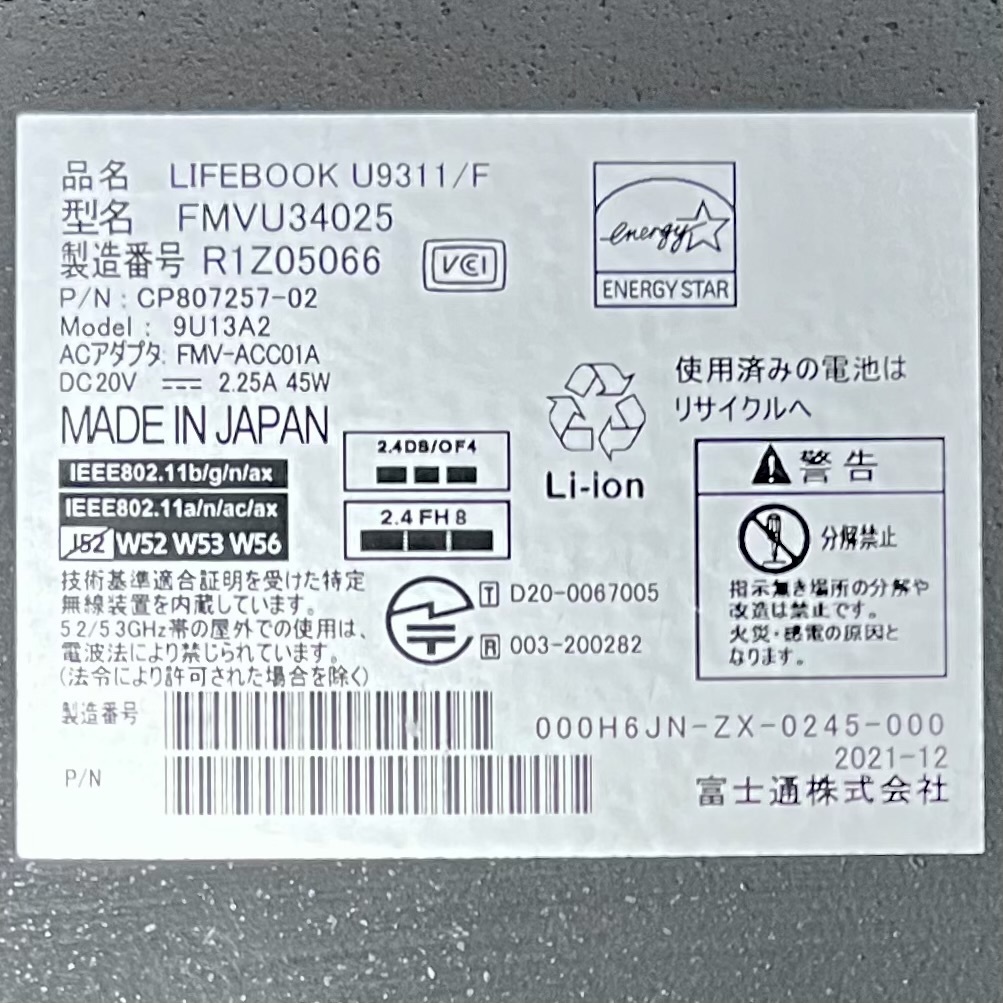 品名 LIFEBOOK U9311/F
型名 FMVU34025
製造番号 R1Z05066
VCI
P/N : CP807257-02
Model : 9U13A2
ACアダプタ: FMV-ACC01A
DC20V 2.25A 45W
MADE IN JAPAN
energy
ENERGY STAR
使用済みの電池は
リサイクルへ
Li-ion
IEEE802.11b/g/n/ax
IEEE802.11a/n/ac/ax
J52 W52 W53 W56
2.4DS/OF4
2.4FH8
警告
分解禁止
指示無き場所の分解や
改造は禁止です。
火災・感電の原因と
なります。
技術基準適合証明を受けた特定
無線装置を内蔵しています。
5.2/5.3GHz帯の屋外での使用は、
電波法により禁じられています。
(法令により許可された場合を除く)
T D20-0067005
R 003-200282
製造番号
P/N
000H6JN-ZX-0245-000
2021-12
富士通株式会社